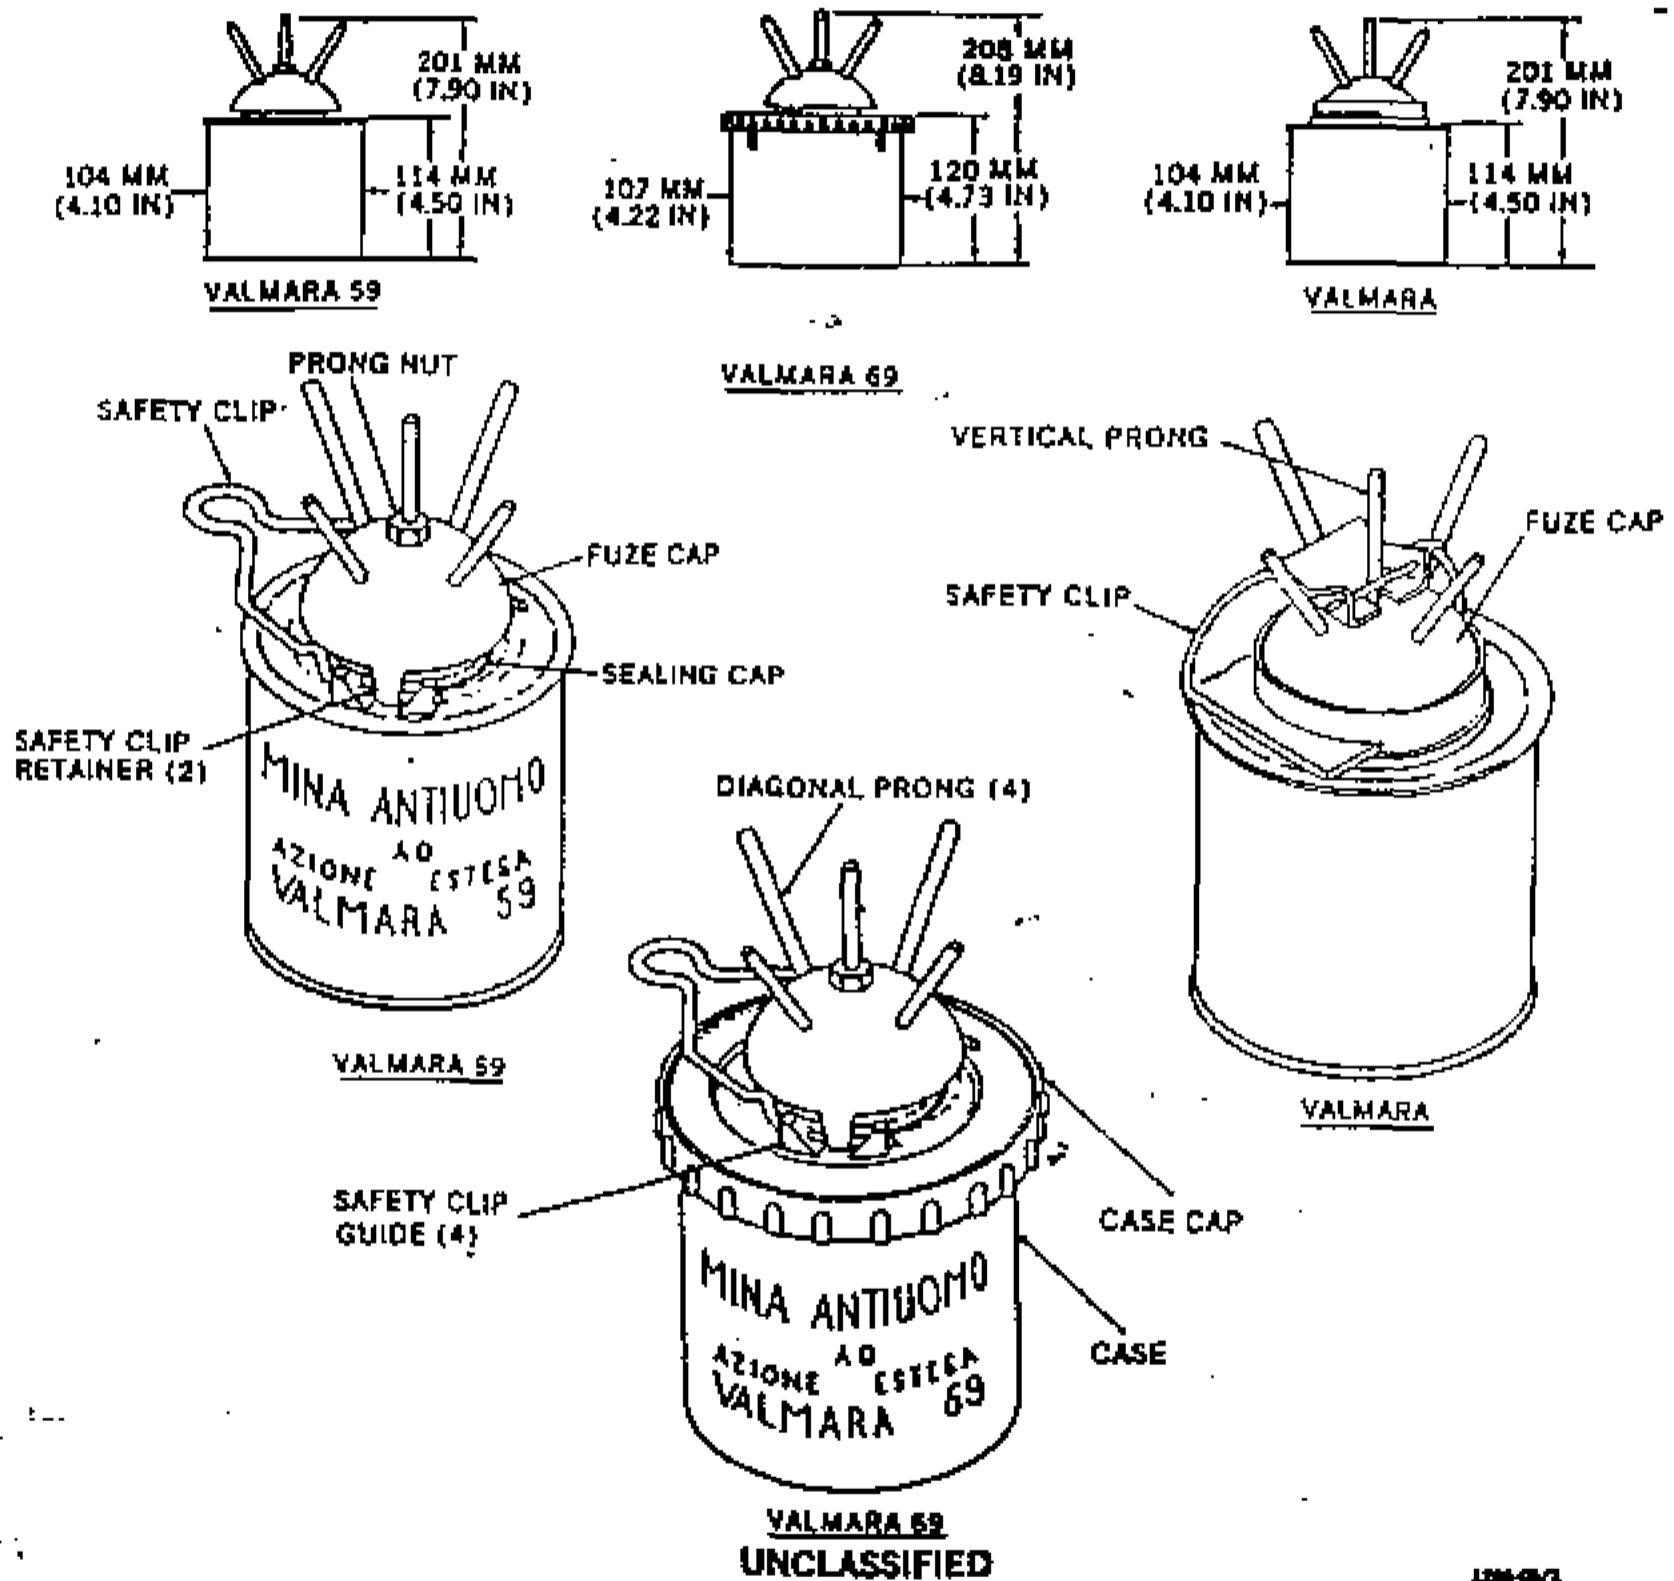 201 MM
(7.90 IN)
104 MM
(4.10 IN)
114 MM
(4.50 IN)
VALMARA 59
208 MM
(8.19 IN)
107 MM
(4.22 IN)
120 MM
(4.73 IN)
VALMARA 69
201 MM
(7.90 IN)
104 MM
(4.10 IN)
114 MM
(4.50 IN)
VALMARA
PRONG NUT
SAFETY CLIP
FUZE CAP
SEALING CAP
SAFETY CLIP
RETAINER (2)
MINA ANTIUOMO
AD
AZIONE ESTESA
VALMARA 59
VALMARA 59
VERTICAL PRONG
FUZE CAP
SAFETY CLIP
VALMARA
DIAGONAL PRONG (4)
SAFETY CLIP
GUIDE (4)
CASE CAP
CASE
MINA ANTIUOMO
AD
AZIONE ESTESA
VALMARA 69
VALMARA 69
UNCLASSIFIED